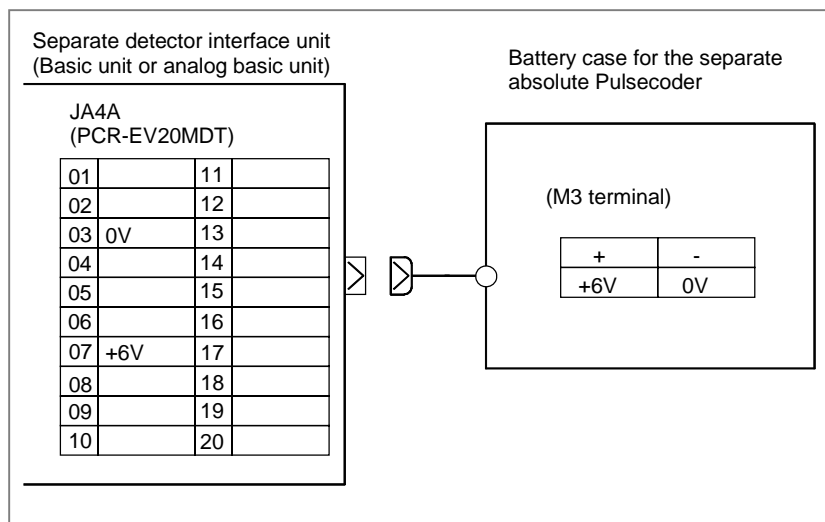 Separate detector interface unit
(Basic unit or analog basic unit)
Battery case for the separate
absolute Pulsecoder
JA4A
(PCR-EV20MDT)
01 11
02 12
03 0V 13
04 14
05 15
06 16
07 +6V 17
08 18
09 19
10 20
(M3 terminal)
+ -
+6V 0V